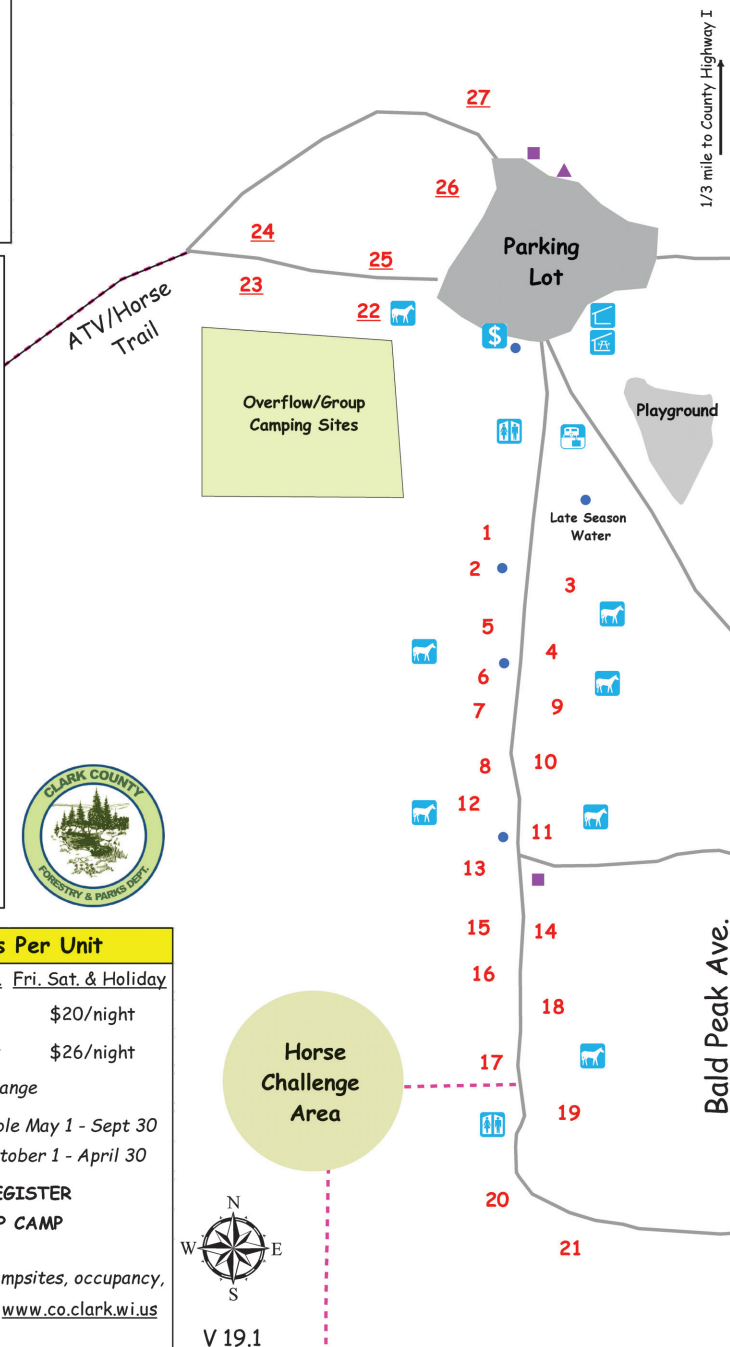 1/3 mile to County Highway I
27
26
24
25
23
22
Parking
Lot
ATV/Horse
Trail
$
Overflow/Group
Camping Sites
Playground
Late Season
Water
1
2
3
5
4
6
7
9
8
10
12
11
13
15
14
16
18
17
19
20
21
CLARK COUNTY
FORESTRY & PARKS DEPT.
Bald Peak Ave.
Horse
Challenge
Area
s Per Unit
Fri. Sat. & Holiday
$20/night
$26/night
ange
ble May 1 - Sept 30
tober 1 - April 30
EGISTER
P CAMP
mpsites, occupancy,
www.co.clark.wi.us
N
W E
S
V 19.1